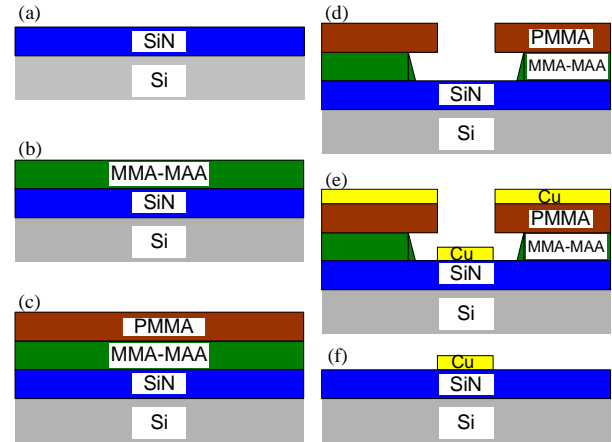 (a)
SiN
Si
(b)
MMA-MAA
SiN
Si
(c)
PMMA
MMA-MAA
SiN
Si
(d)
PMMA
MMA-MAA
SiN
Si
(e)
Cu
PMMA
MMA-MAA
Cu
SiN
Si
(f)
Cu
SiN
Si